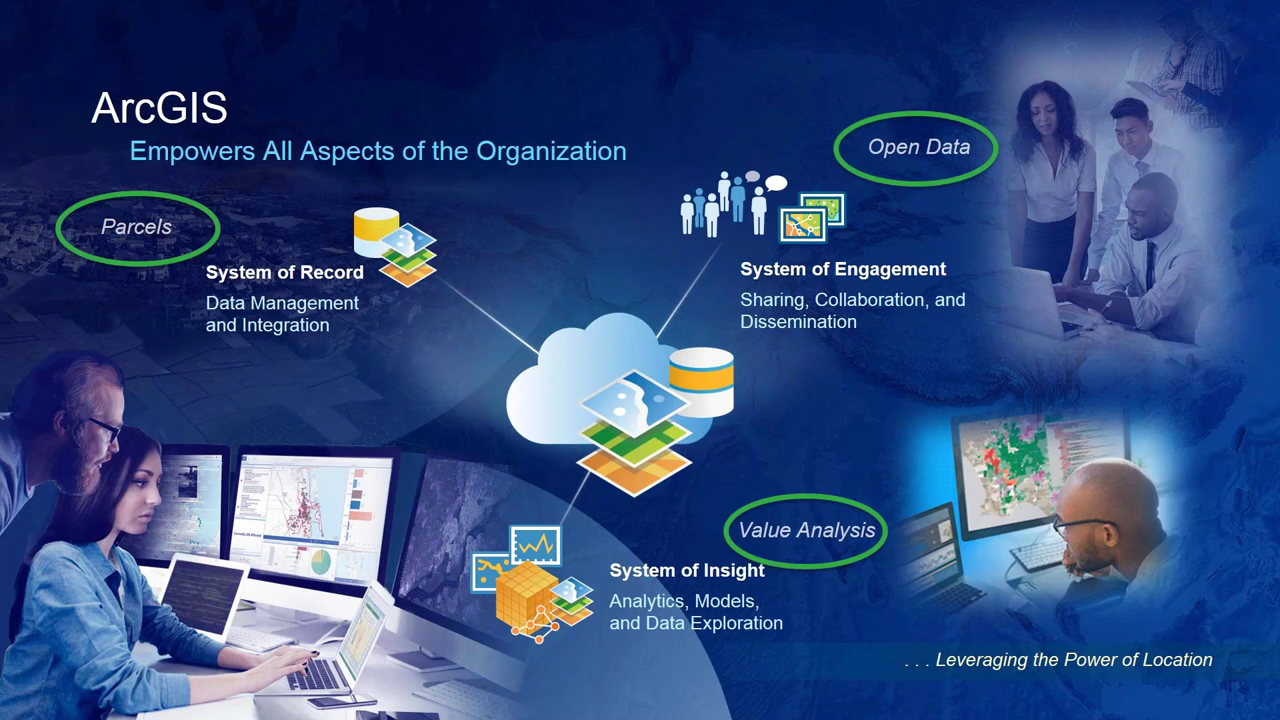 ArcGIS
Empowers All Aspects of the Organization
Open Data
Parcels
System of Record
Data Management
and Integration
System of Engagement
Sharing, Collaboration, and
Dissemination
Value Analysis
System of Insight
Analytics, Models,
and Data Exploration
. . . Leveraging the Power of Location